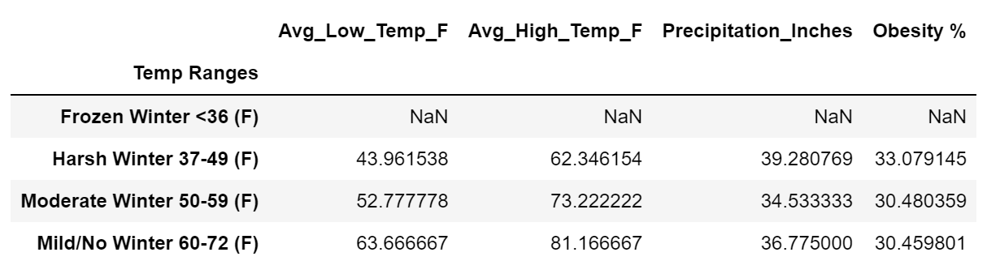 Avg_Low_Temp_F Avg_High_Temp_F Precipitation_Inches Obesity %
Temp Ranges
Frozen Winter <36 (F) NaN NaN NaN NaN
Harsh Winter 37-49 (F) 43.961538 62.346154 39.280769 33.079145
Moderate Winter 50-59 (F) 52.777778 73.222222 34.533333 30.480359
Mild/No Winter 60-72 (F) 63.666667 81.166667 36.775000 30.459801